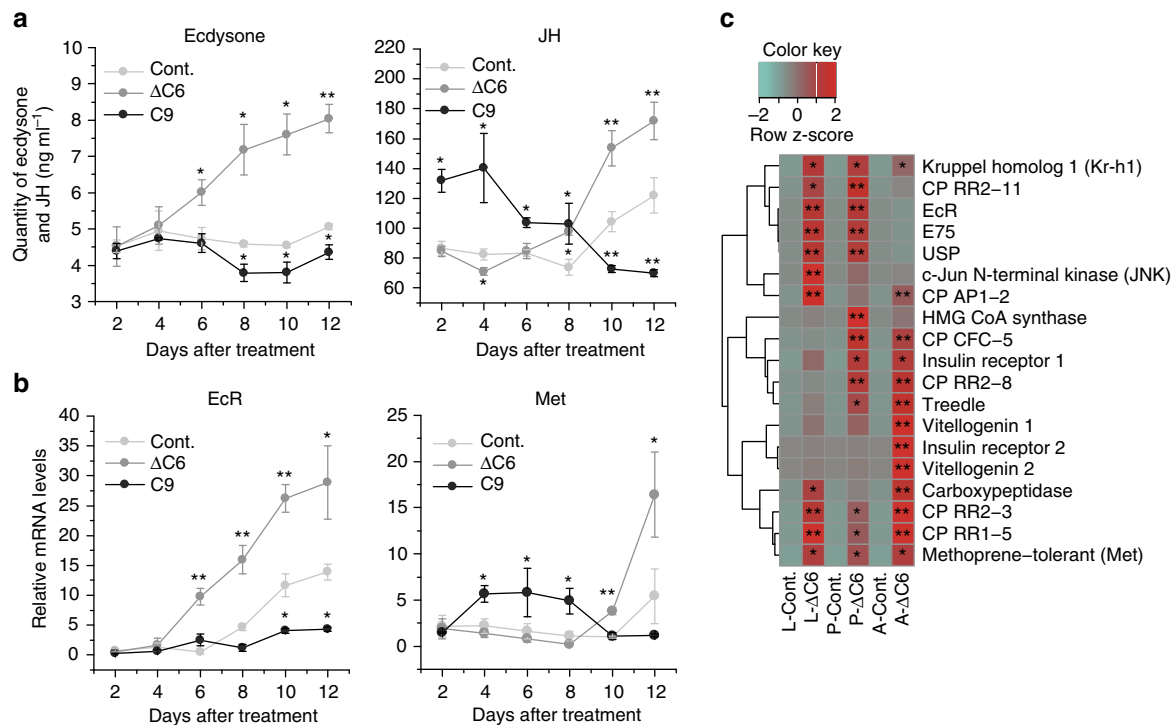 a
Ecdysone
Quantity of ecdysone
and JH (ng ml⁻¹)
10
9
8
7
6
5
4
3
Cont.
ΔC6
C9
*
*
*
**
*
*
*
2 4 6 8 10 12
Days after treatment
JH
220
200
180
160
140
120
100
80
60
Cont.
ΔC6
C9
*
*
*
*
**
**
*
*
**
**
2 4 6 8 10 12
Days after treatment
b
EcR
Relative mRNA levels
40
35
30
25
20
15
10
5
0
Cont.
ΔC6
C9
**
**
**
*
*
*
2 4 6 8 10 12
Days after treatment
Met
25
20
15
10
5
0
Cont.
ΔC6
C9
*
*
*
**
*
2 4 6 8 10 12
Days after treatment
c
Color key
−2 0 2
Row z-score
* * * Kruppel homolog 1 (Kr-h1)
* ** CP RR2−11
** ** EcR
** ** E75
** ** USP
** c-Jun N-terminal kinase (JNK)
** ** CP AP1−2
** HMG CoA synthase
** ** CP CFC−5
* * Insulin receptor 1
** ** CP RR2−8
* ** Treedle
** Vitellogenin 1
** Insulin receptor 2
** Vitellogenin 2
* ** Carboxypeptidase
** * ** CP RR2−3
** * ** CP RR1−5
* * * Methoprene−tolerant (Met)
L-Cont.
L-ΔC6
P-Cont.
P-ΔC6
A-Cont.
A-ΔC6